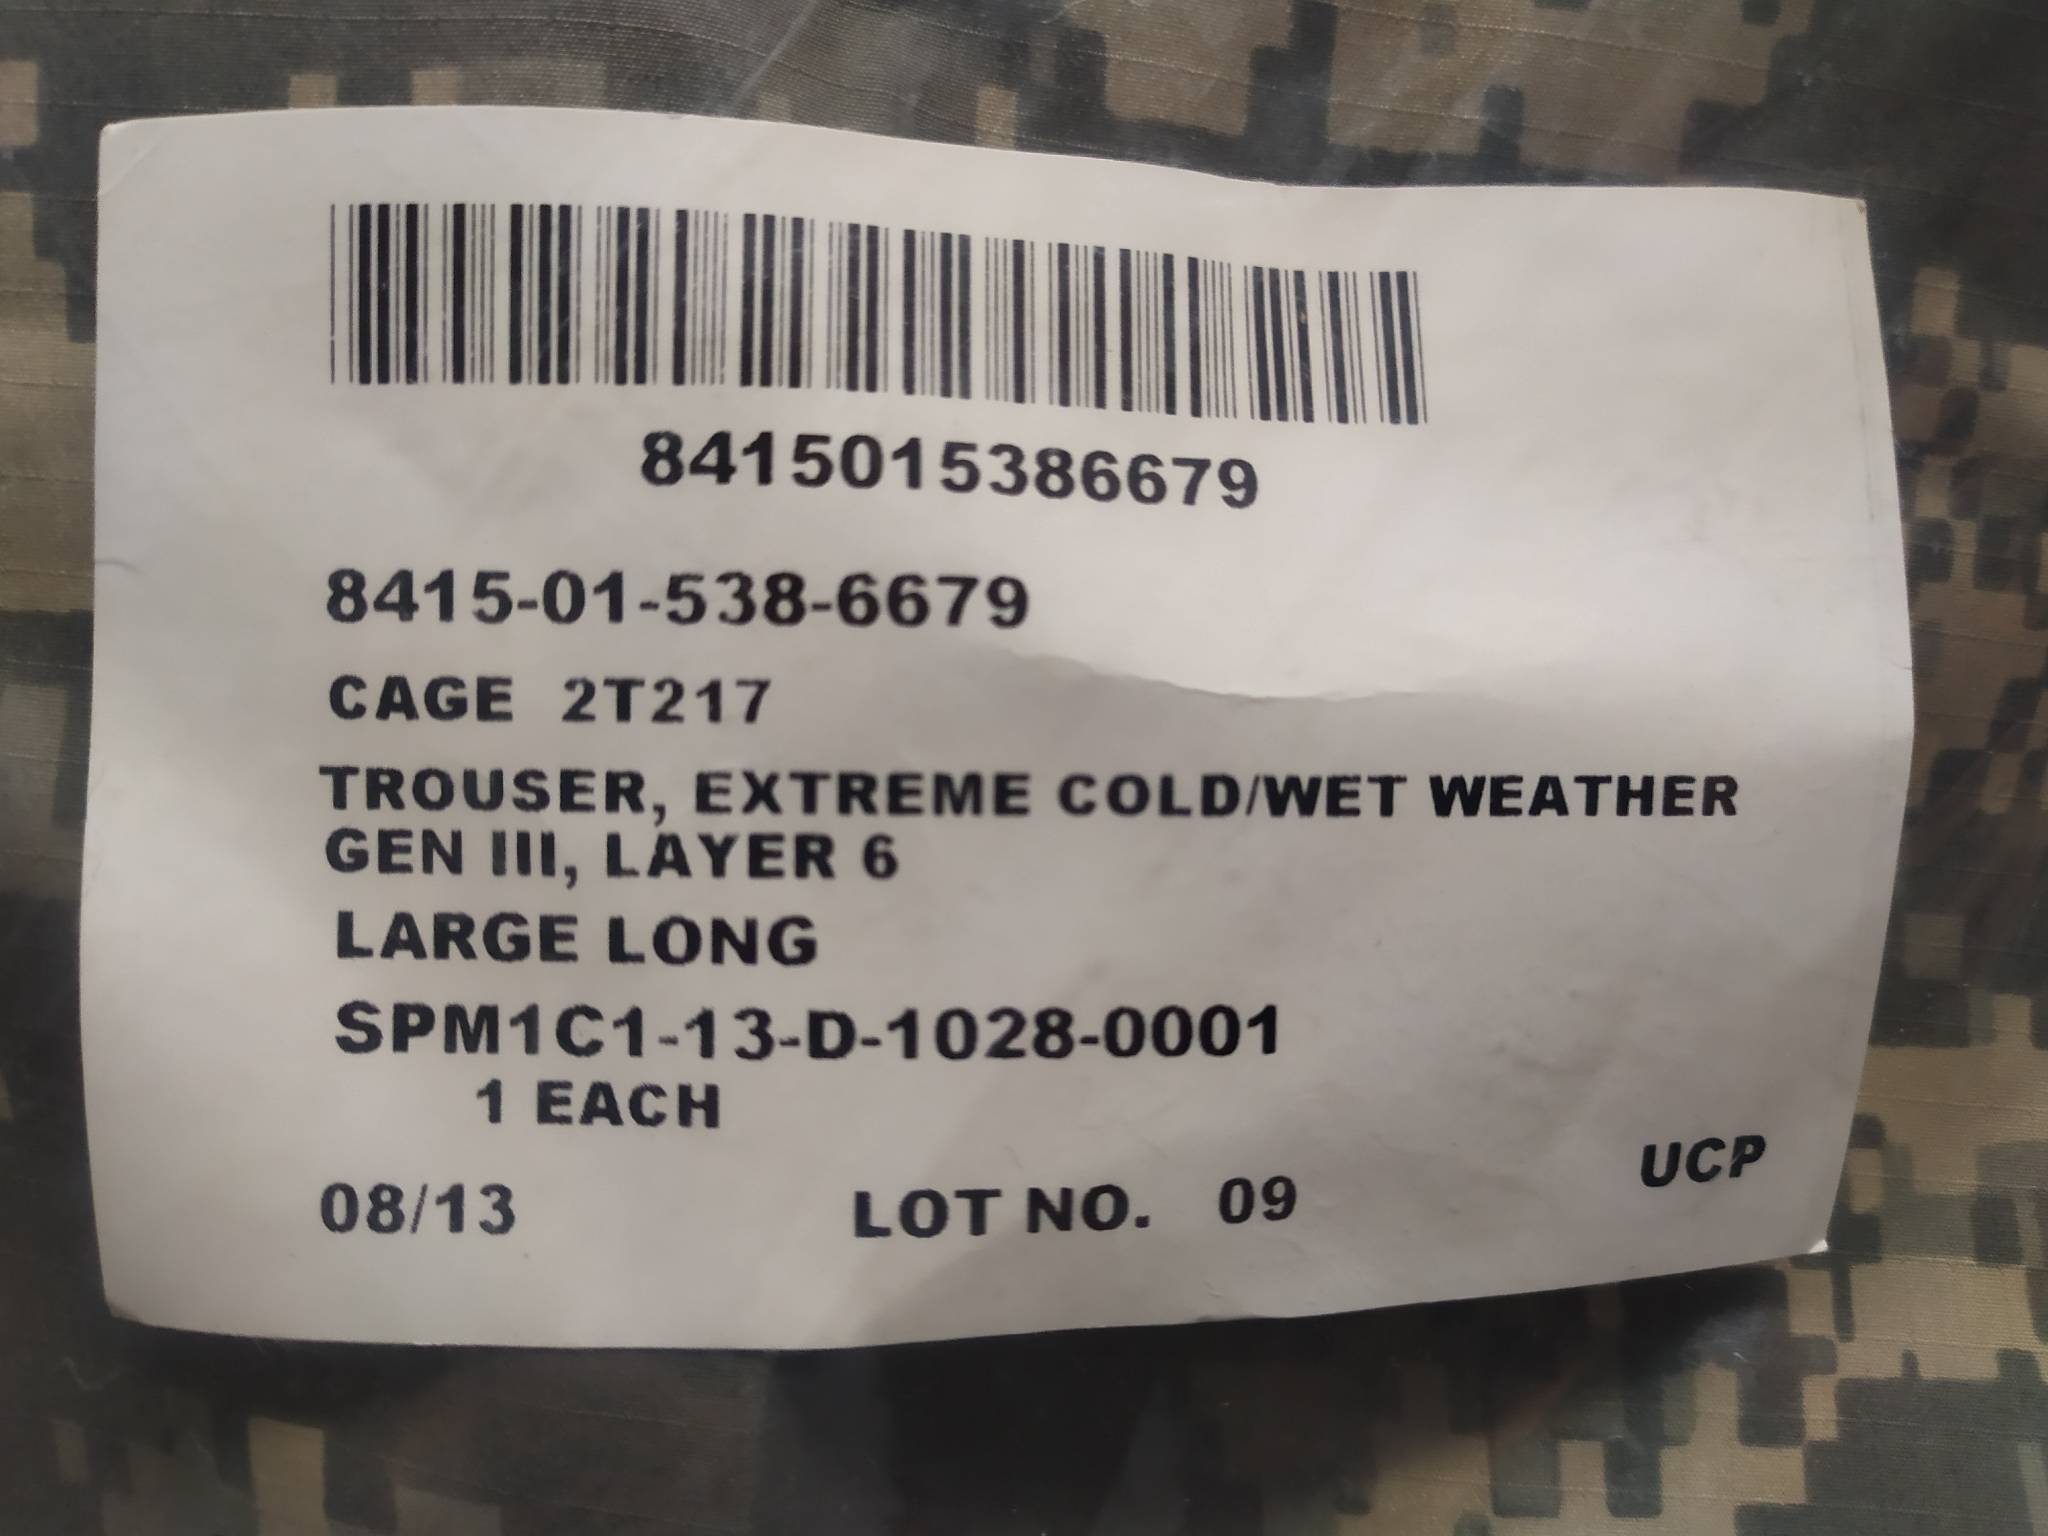 8415015386679
8415-01-538-6679
CAGE 2T217
TROUSER, EXTREME COLD/WET WEATHER
GEN III, LAYER 6
LARGE LONG
SPM1C1-13-D-1028-0001
1 EACH
UCP
08/13 LOT NO. 09